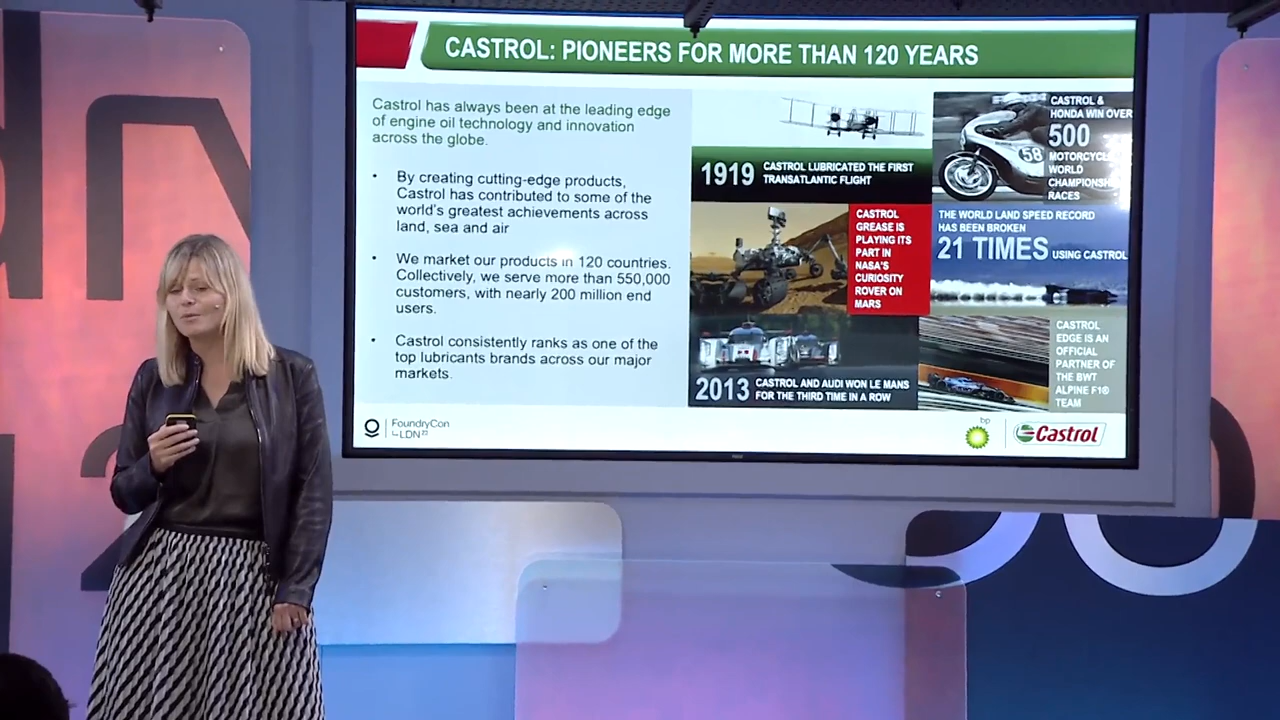 CASTROL: PIONEERS FOR MORE THAN 120 YEARS
Castrol has always been at the leading edge
of engine oil technology and innovation
across the globe.
• By creating cutting-edge products,
Castrol has contributed to some of the
world's greatest achievements across
land, sea and air
• We market our products in 120 countries.
Collectively, we serve more than 550,000
customers, with nearly 200 million end
users.
• Castrol consistently ranks as one of the
top lubricants brands across our major
markets.
1919 CASTROL LUBRICATED THE FIRST
TRANSATLANTIC FLIGHT
CASTROL &
HONDA WIN OVER
500
MOTORCYCL
WORLD
CHAMPIONSH
RACES
58
CASTROL
GREASE IS
PLAYING ITS
PART IN
NASA'S
CURIOSITY
ROVER ON
MARS
THE WORLD LAND SPEED RECORD
HAS BEEN BROKEN
21 TIMES USING CASTROL
2013 CASTROL AND AUDI WON LE MANS
FOR THE THIRD TIME IN A ROW
CASTROL
EDGE IS AN
OFFICIAL
PARTNER OF
THE BWT
ALPINE F1®
TEAM
FoundryCon
LDN22
bp
Castrol